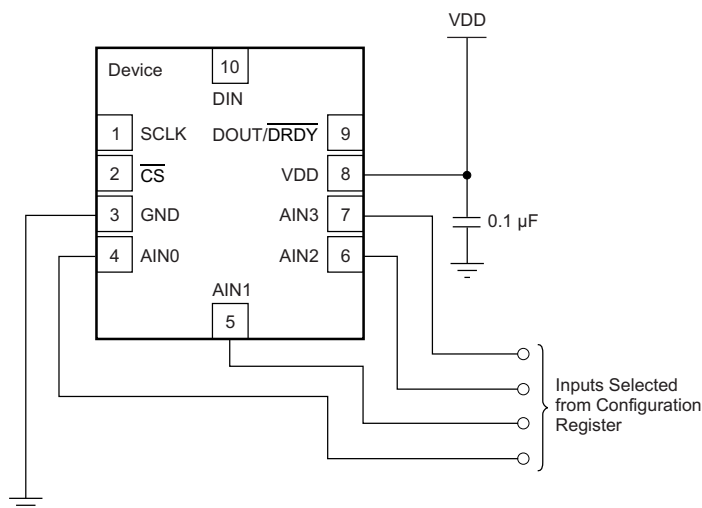 VDD
Device
10
DIN
1 SCLK DOUT/DRDY 9
2 CS VDD 8
3 GND AIN3 7
0.1 µF
4 AIN0 AIN2 6
AIN1
5
Inputs Selected
from Configuration
Register